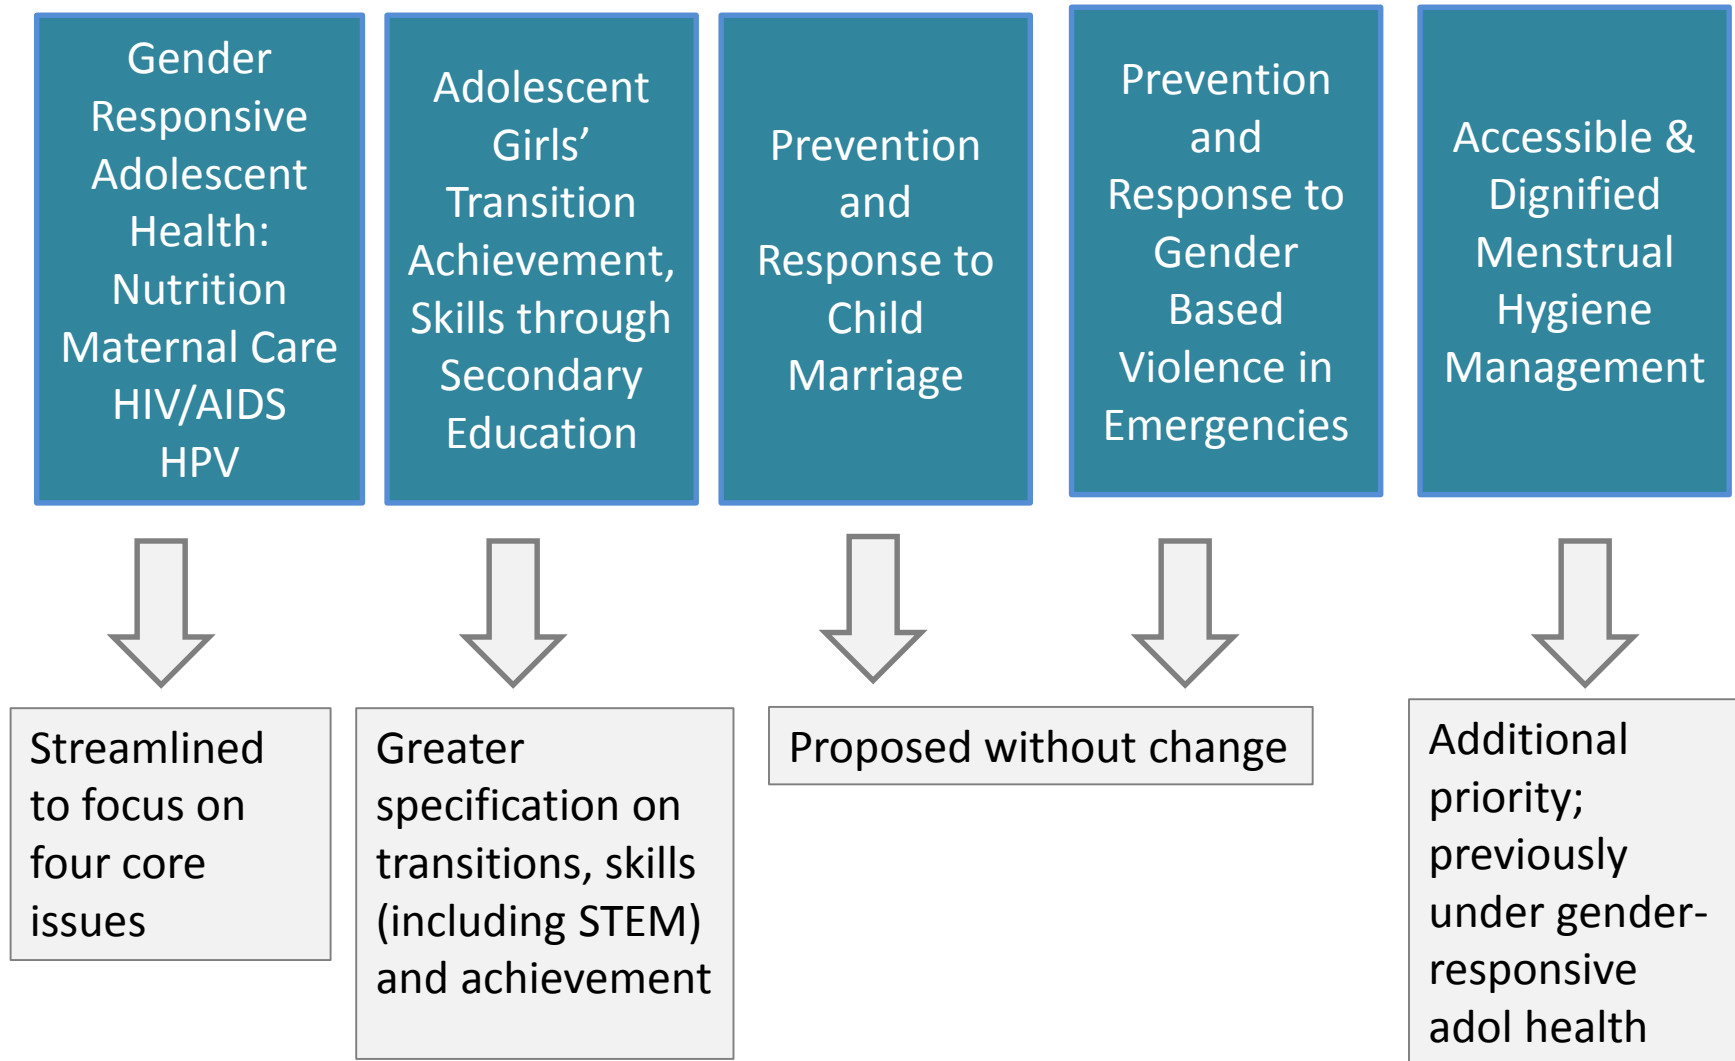 Gender
Responsive
Adolescent
Health:
Nutrition
Maternal Care
HIV/AIDS
HPV
Adolescent
Girls’
Transition
Achievement,
Skills through
Secondary
Education
Prevention
and
Response to
Child
Marriage
Prevention
and
Response to
Gender
Based
Violence in
Emergencies
Accessible &
Dignified
Menstrual
Hygiene
Management
Streamlined
to focus on
four core
issues
Greater
specification on
transitions, skills
(including STEM)
and achievement
Proposed without change
Additional
priority;
previously
under gender-
responsive
adol health